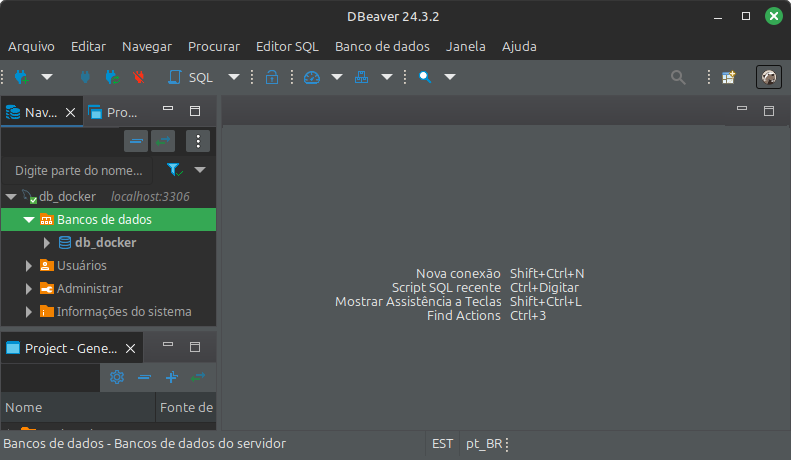 DBeaver 24.3.2
Arquivo Editar Navegar Procurar Editor SQL Banco de dados Janela Ajuda
SQL
Nav... Pro...
Digite parte do nome...
db_docker localhost:3306
Bancos de dados
db_docker
Usuários
Administrar
Informações do sistema
Nova conexão Shift+Ctrl+N
Script SQL recente Ctrl+Digitar
Mostrar Assistência a Teclas Shift+Ctrl+L
Find Actions Ctrl+3
Project - Gene...
Nome Fonte de
Bancos de dados - Bancos de dados do servidor EST pt_BR